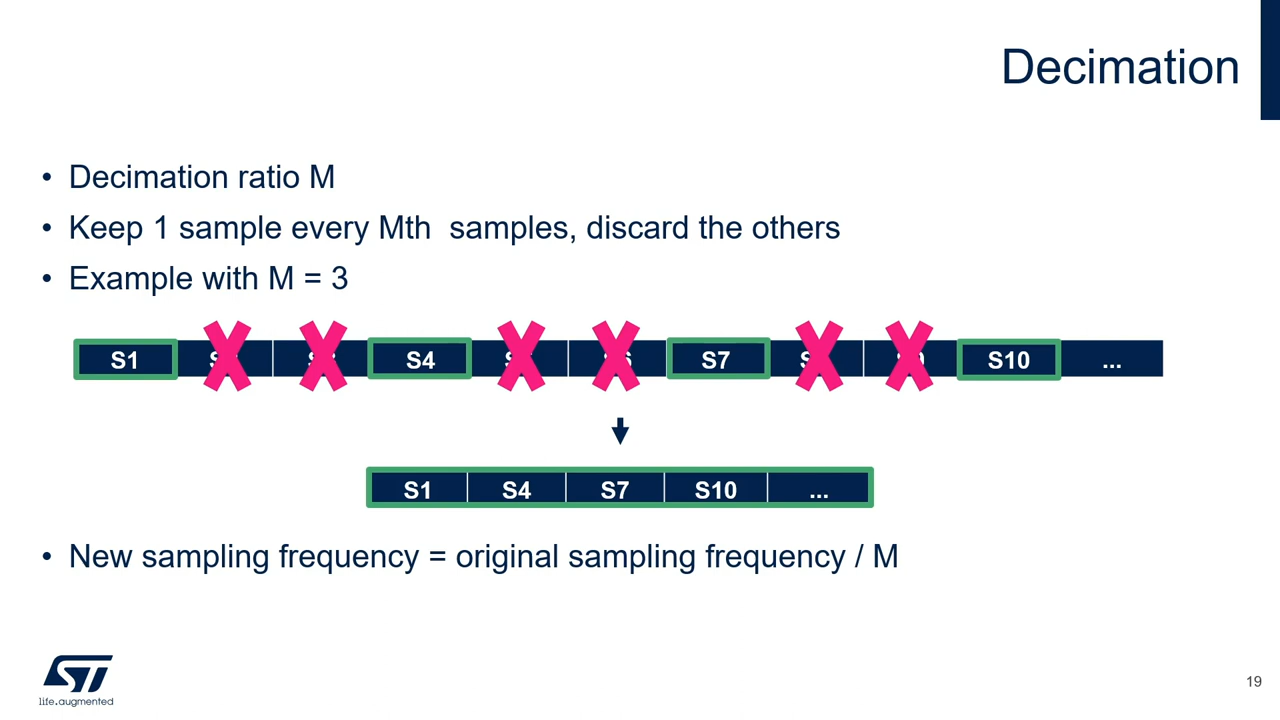 Decimation
• Decimation ratio M
• Keep 1 sample every Mth  samples, discard the others
• Example with M = 3
S1 S4 S7 S10 ...
S1 S4 S7 S10 ...
• New sampling frequency = original sampling frequency / M
ST
life.augmented
19